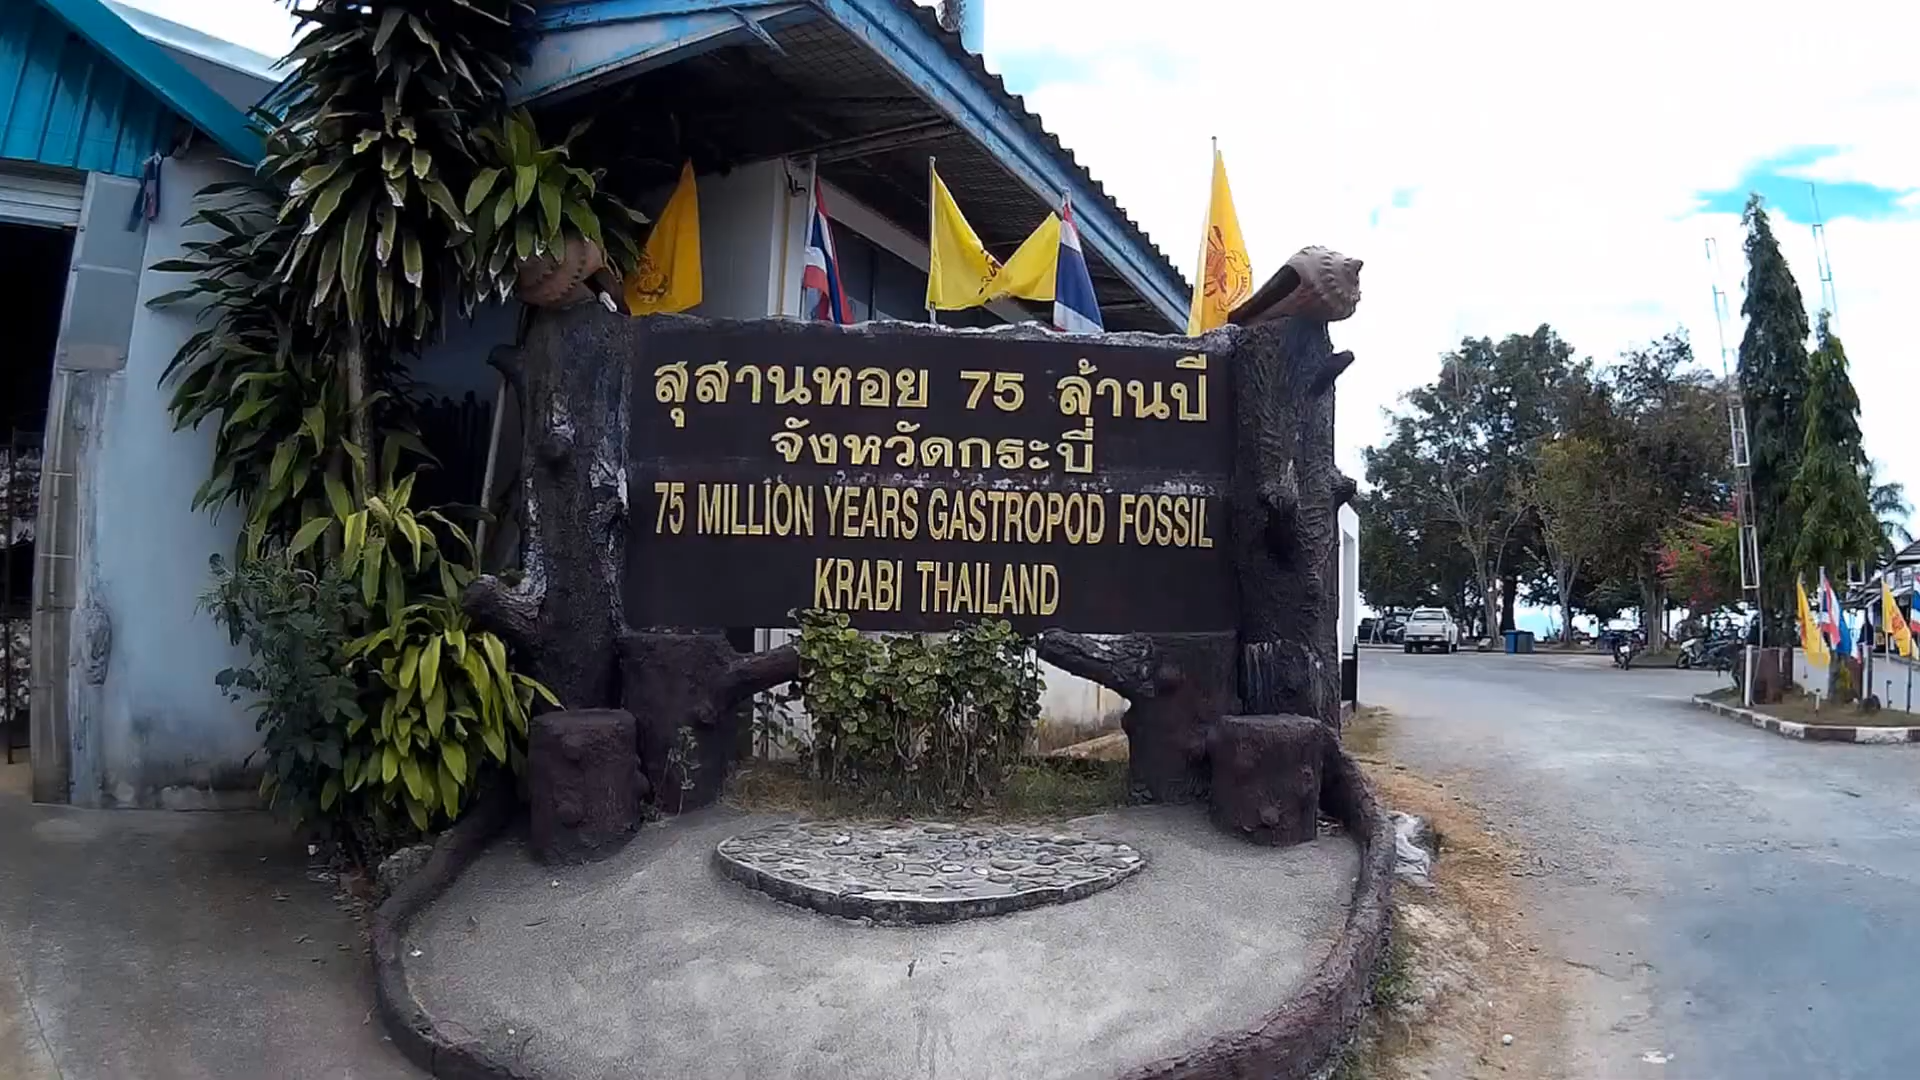 สุสานหอย 75 ล้านปี
จังหวัดกระบี่
75 MILLION YEARS GASTROPOD FOSSIL
KRABI THAILAND